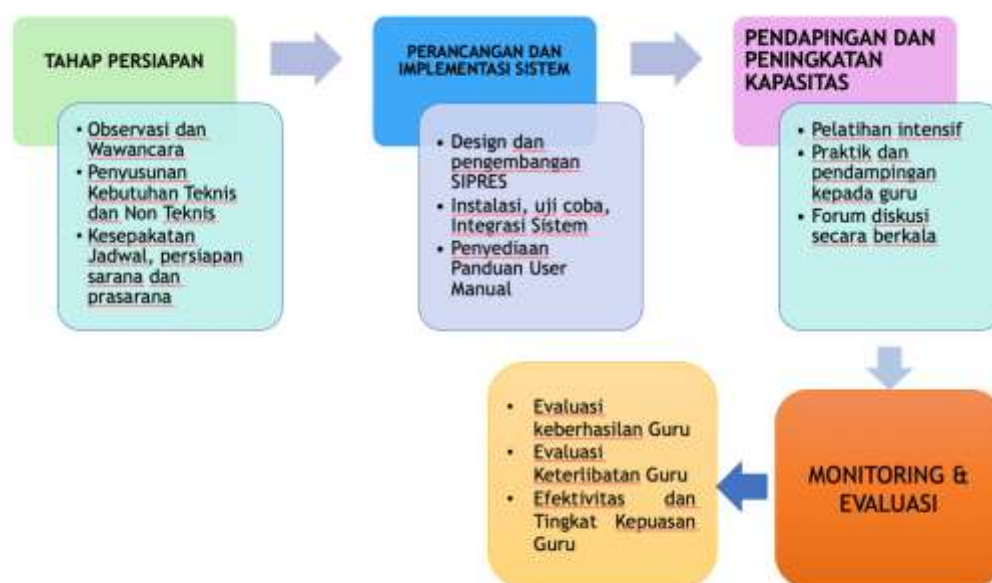 TAHAP PERSIAPAN
• Observasi dan
Wawancara
• Penyusunan
Kebutuhan Teknis
dan Non Teknis
• Kesepakatan
Jadwal, persiapan
sarana dan
prasarana
PERANCANGAN DAN
IMPLEMENTASI SISTEM
• Design dan
pengembangan
SIPRES
• Instalasi, uji coba,
Integrasi Sistem
• Penyediaan
Panduan User
Manual
PENDAPINGAN DAN
PENINGKATAN
KAPASITAS
• Pelatihan intensif
• Praktik dan
pendampingan
kepada guru
• Forum diskusi
secara berkala
MONITORING &
EVALUASI
• Evaluasi
keberhasilan Guru
• Evaluasi
Keterlibatan Guru
• Efektivitas dan
Tingkat Kepuasan
Guru